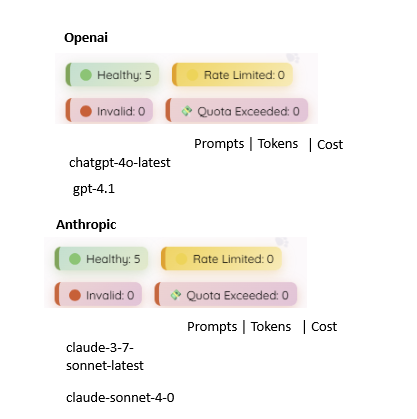 Openai
Healthy: 5 Rate Limited: 0
Invalid: 0 💸 Quota Exceeded: 0
Prompts | Tokens | Cost
chatgpt-4o-latest
gpt-4.1
Anthropic
Healthy: 5 Rate Limited: 0
Invalid: 0 💸 Quota Exceeded: 0
Prompts | Tokens | Cost
claude-3-7-
sonnet-latest
claude-sonnet-4-0